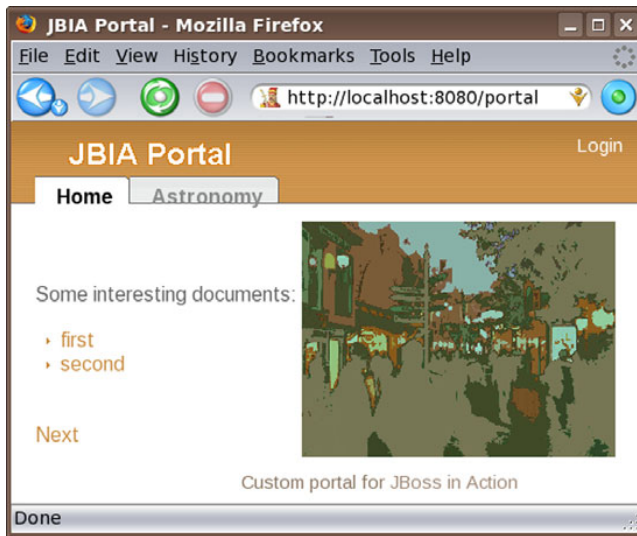 JBIA Portal - Mozilla Firefox
File Edit View History Bookmarks Tools Help
http://localhost:8080/portal
JBIA Portal
Login
Home Astronomy
Some interesting documents:
first
second
Next
Custom portal for JBoss in Action
Done